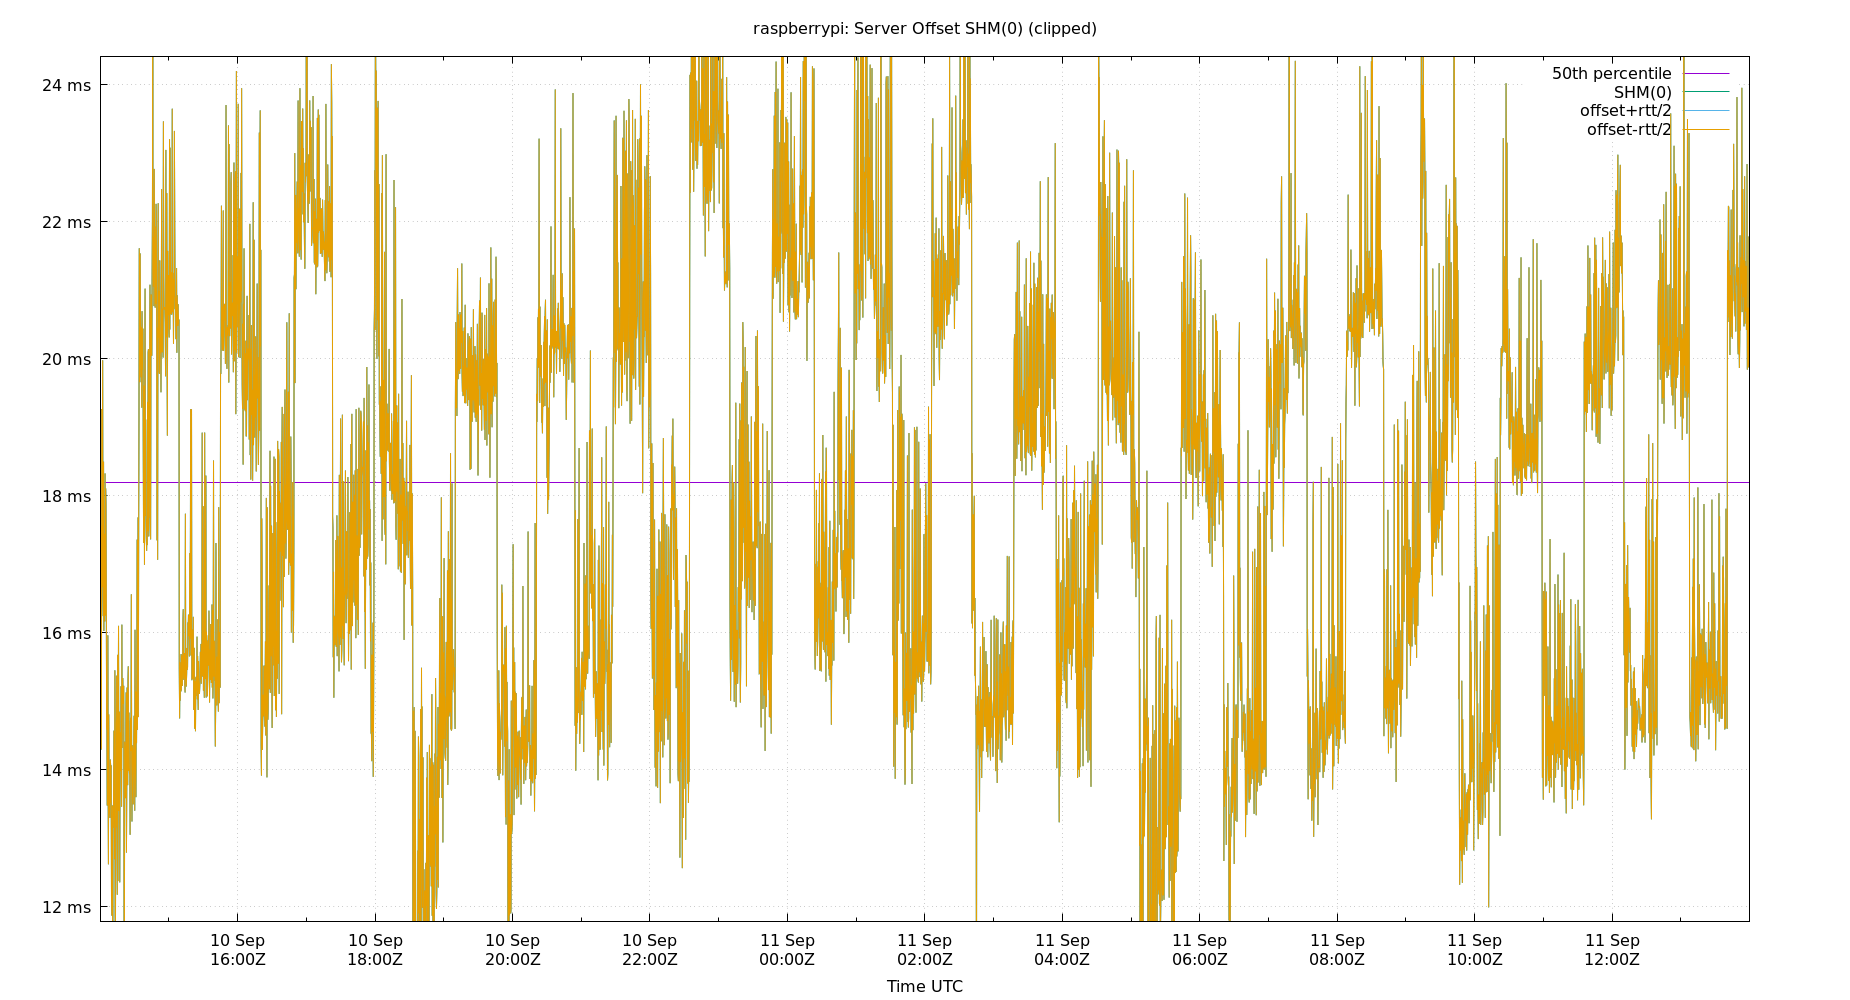 raspberrypi: Server Offset SHM(0) (clipped)
50th percentile
SHM(0)
offset+rtt/2
offset-rtt/2
24 ms
22 ms
20 ms
18 ms
16 ms
14 ms
12 ms
10 Sep 10 Sep 10 Sep 10 Sep 11 Sep 11 Sep 11 Sep 11 Sep 11 Sep 11 Sep 11 Sep
16:00Z 18:00Z 20:00Z 22:00Z 00:00Z 02:00Z 04:00Z 06:00Z 08:00Z 10:00Z 12:00Z
Time UTC